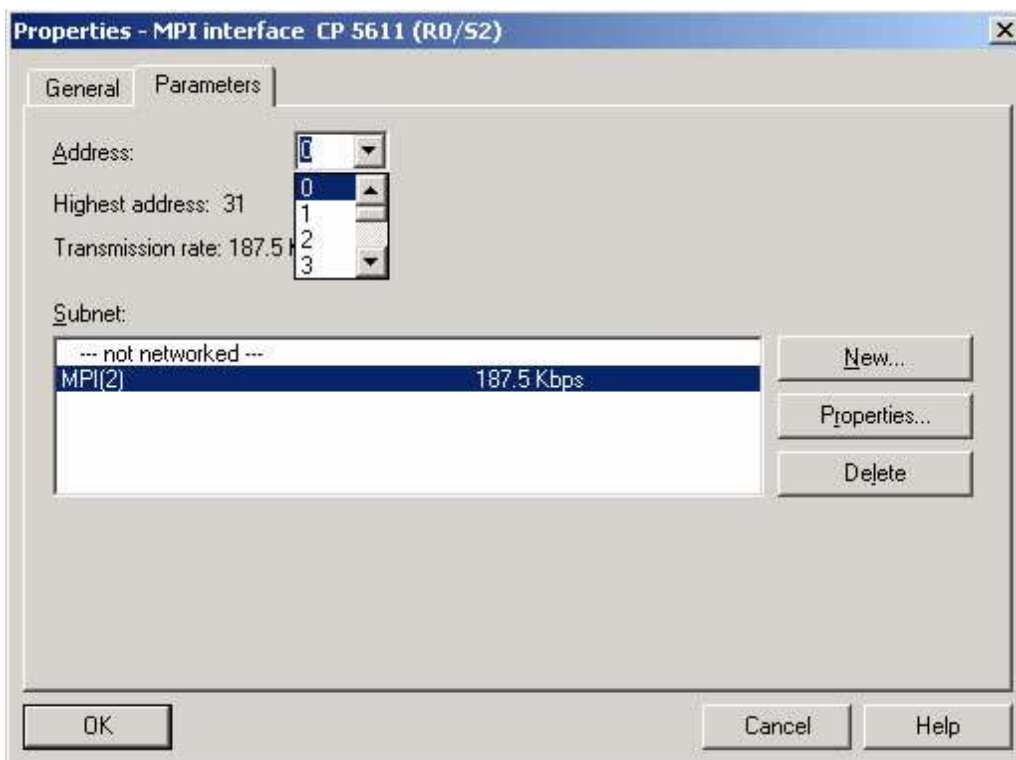 Properties - MPI interface CP 5611 (R0/S2)
General Parameters
Address: 0
0
Highest address: 31
1
Transmission rate: 187.5
2
3
Subnet:
--- not networked ---
MPI(2) 187.5 Kbps
New...
Properties...
Delete
OK Cancel Help